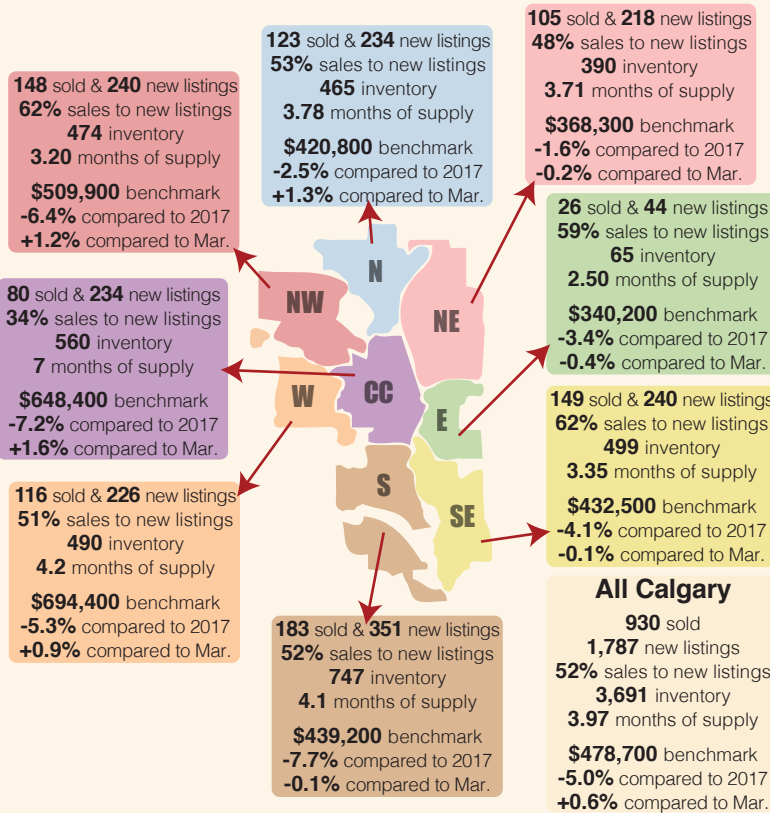 148 sold & 240 new listings
62% sales to new listings
474 inventory
3.20 months of supply
$509,900 benchmark
-6.4% compared to 2017
+1.2% compared to Mar.
123 sold & 234 new listings
53% sales to new listings
465 inventory
3.78 months of supply
$420,800 benchmark
-2.5% compared to 2017
+1.3% compared to Mar.
105 sold & 218 new listings
48% sales to new listings
390 inventory
3.71 months of supply
$368,300 benchmark
-1.6% compared to 2017
-0.2% compared to Mar.
26 sold & 44 new listings
59% sales to new listings
65 inventory
2.50 months of supply
$340,200 benchmark
-3.4% compared to 2017
-0.4% compared to Mar.
N
NW
NE
CC
W
E
S
SE
80 sold & 234 new listings
34% sales to new listings
560 inventory
7 months of supply
$648,400 benchmark
-7.2% compared to 2017
+1.6% compared to Mar.
149 sold & 240 new listings
62% sales to new listings
499 inventory
3.35 months of supply
$432,500 benchmark
-4.1% compared to 2017
-0.1% compared to Mar.
116 sold & 226 new listings
51% sales to new listings
490 inventory
4.2 months of supply
$694,400 benchmark
-5.3% compared to 2017
+0.9% compared to Mar.
183 sold & 351 new listings
52% sales to new listings
747 inventory
4.1 months of supply
$439,200 benchmark
-7.7% compared to 2017
-0.1% compared to Mar.
All Calgary
930 sold
1,787 new listings
52% sales to new listings
3,691 inventory
3.97 months of supply
$478,700 benchmark
-5.0% compared to 2017
+0.6% compared to Mar.